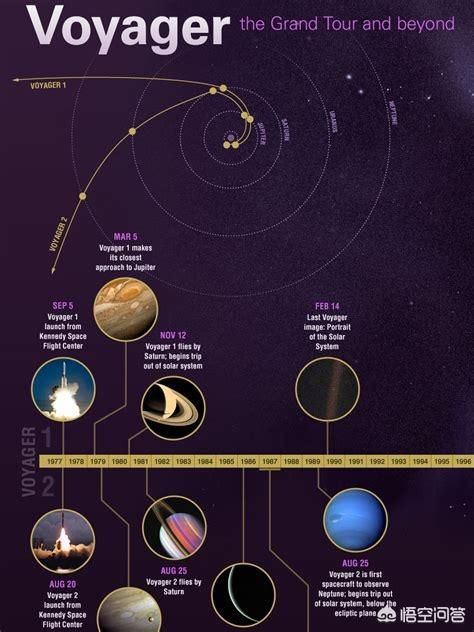 Voyager the Grand Tour and beyond
VOYAGER 1
JUPITER
SATURN
URANUS
NEPTUNE
VOYAGER 2
MAR 5
Voyager 1 makes
its closest
approach to Jupiter
SEP 5
Voyager 1
launch from
Kennedy Space
Flight Center
NOV 12
Voyager 1 flies by
Saturn; begins trip
out of solar system
FEB 14
Last Voyager
image: Portrait
of the Solar
System
VOYAGER 1
2
1977 1978 1979 1980 1981 1982 1983 1984 1985 1986 1987 1988 1989 1990 1991 1992 1993 1994 1995 1996
AUG 20
Voyager 2
launch from
Kennedy Space
Flight Center
AUG 25
Voyager 2 flies by
Saturn
AUG 25
Voyager 2 is first
spacecraft to observe
Neptune; begins trip out
of solar system, below the
ecliptic plane
悟空问答